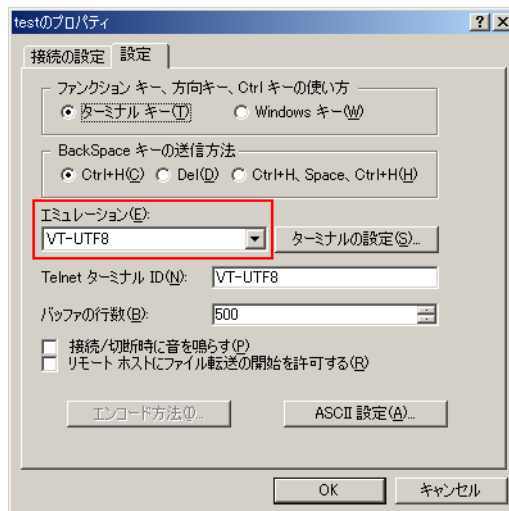 testのプロパティ
接続の設定 設定
ファンクション キー、方向キー、Ctrl キーの使い方
ターミナル キー(T) Windows キー(W)
BackSpace キーの送信方法
Ctrl+H(C) Del(D) Ctrl+H、Space、Ctrl+H(H)
エミュレーション(E):
VT-UTF8 ターミナルの設定(S)...
Telnet ターミナル ID(N): VT-UTF8
バッファの行数(B): 500
接続/切断時に音を鳴らす(P)
リモート ホストにファイル転送の開始を許可する(R)
エンコード方法(I)... ASCII 設定(A)...
OK キャンセル